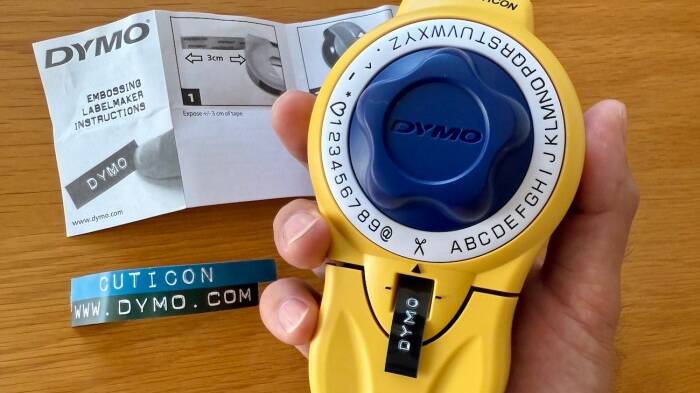 DYMO
EMBOSSING
LABELMAKER
INSTRUCTIONS
DYMO
www.dymo.com
3cm
1
Expose +/- 3 cm of tape
CUTICON
WWW.DYMO.COM
DYMO
ABCDEFGHIJKLMNOPQRSTUVWXYZ.
*♡123456789@
DYMO